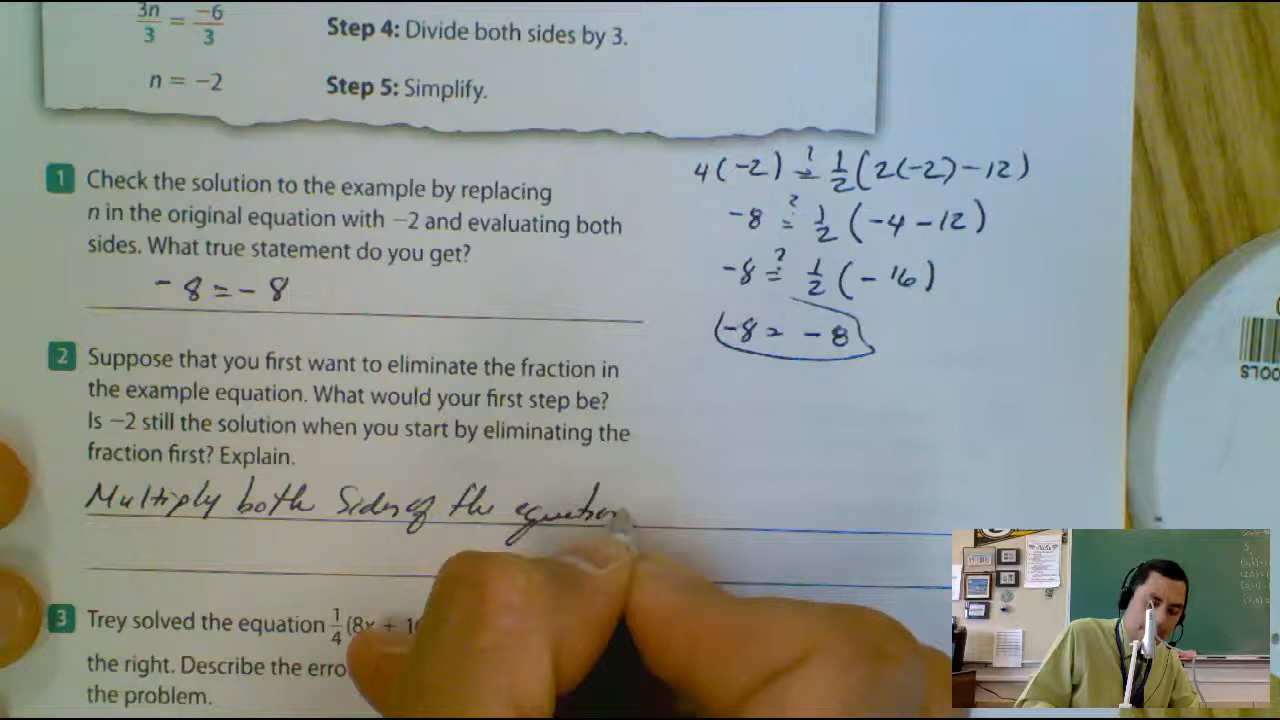 3n/3 = -6/3
Step 4: Divide both sides by 3.
n = -2
Step 5: Simplify.
1 Check the solution to the example by replacing
n in the original equation with −2 and evaluating both
sides. What true statement do you get?
- 8 = - 8
4(-2) ?= 1/2(2(-2)-12)
-8 ?= 1/2(-4-12)
-8 ?= 1/2(-16)
-8 = -8
2 Suppose that you first want to eliminate the fraction in
the example equation. What would your first step be?
Is −2 still the solution when you start by eliminating the
fraction first? Explain.
Multiply both sides of the equation
3 Trey solved the equation 1/4(8x + 1
the right. Describe the erro
the problem.
TOOLS